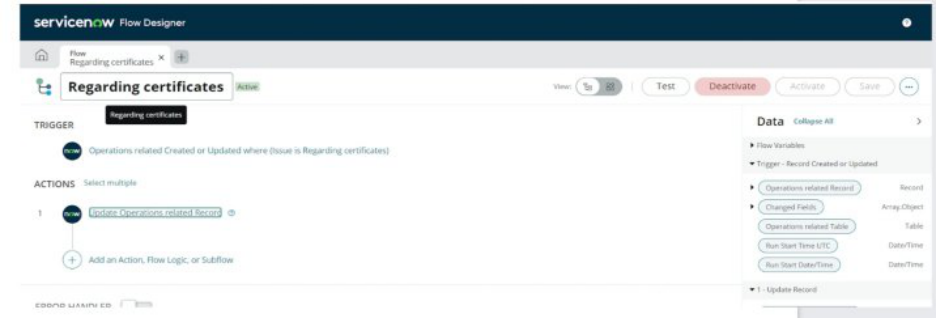 servicenow Flow Designer
Flow
Regarding certificates
Regarding certificates Active
View: Test Deactivate Activate Save
Regarding certificates
TRIGGER
Data Collapse All
now Operations related Created or Updated where (Issue is Regarding certificates)
Flow Variables
Trigger - Record Created or Updated
ACTIONS Select multiple
Operations related Record Record
1 now Update Operations related Record
Changed Fields Array.Object
Operations related Table Table
Run Start Time UTC Date/Time
Add an Action, Flow Logic, or Subflow
Run Start Date/Time Date/Time
1 - Update Record
ERROR HANDLER